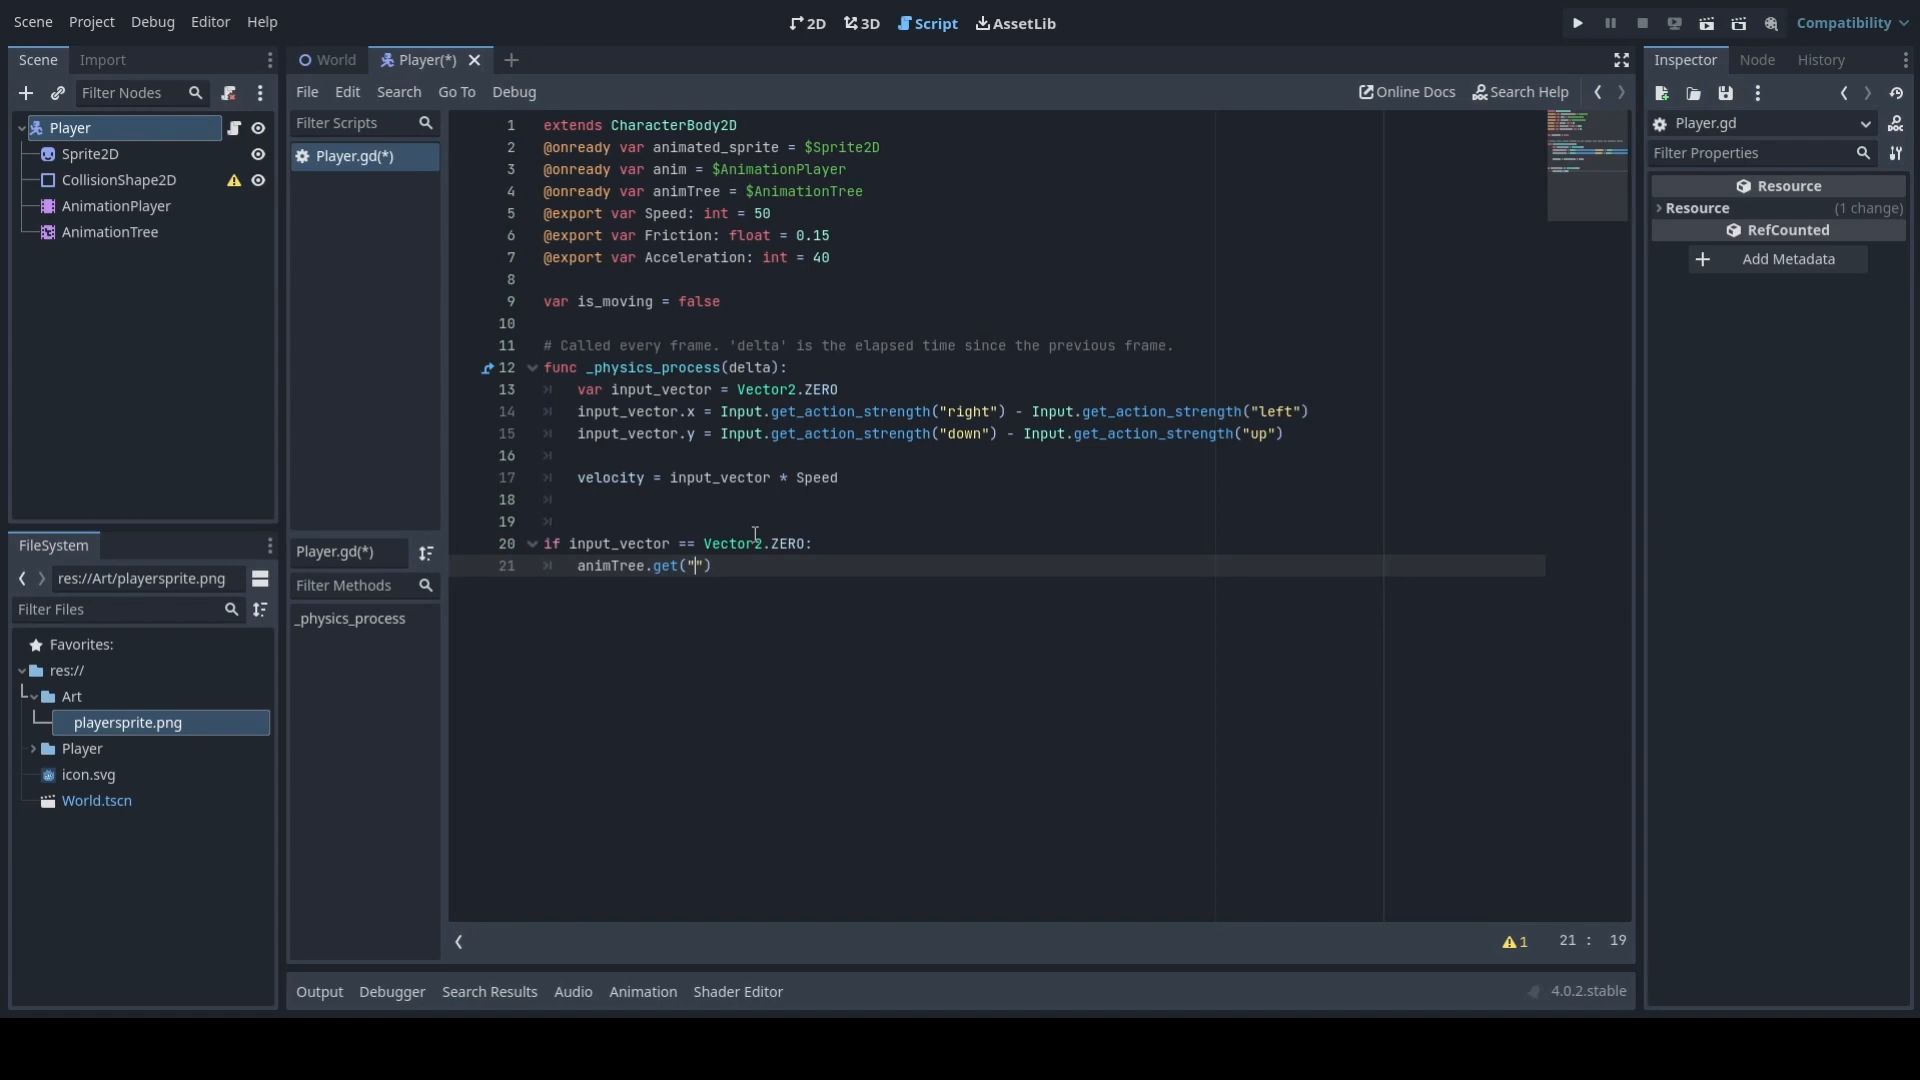 Scene Project Debug Editor Help
2D 3D Script AssetLib
Compatibility
Scene Import
Filter Nodes
Player
Sprite2D
CollisionShape2D
AnimationPlayer
AnimationTree
FileSystem
res://Art/playersprite.png
Filter Files
Favorites:
res://
Art
playersprite.png
Player
icon.svg
World.tscn
World Player(*)
File Edit Search Go To Debug
Online Docs Search Help
Filter Scripts
Player.gd(*)
Player.gd(*)
Filter Methods
_physics_process
1 extends CharacterBody2D
2 @onready var animated_sprite = $Sprite2D
3 @onready var anim = $AnimationPlayer
4 @onready var animTree = $AnimationTree
5 @export var Speed: int = 50
6 @export var Friction: float = 0.15
7 @export var Acceleration: int = 40
8
9 var is_moving = false
10
11 # Called every frame. 'delta' is the elapsed time since the previous frame.
12 func _physics_process(delta):
13 var input_vector = Vector2.ZERO
14 input_vector.x = Input.get_action_strength("right") - Input.get_action_strength("left")
15 input_vector.y = Input.get_action_strength("down") - Input.get_action_strength("up")
16
17 velocity = input_vector * Speed
18
19
20 if input_vector == Vector2.ZERO:
21 animTree.get("")
1 21 : 19
Output Debugger Search Results Audio Animation Shader Editor
4.0.2.stable
Inspector Node History
Player.gd
Filter Properties
Resource
Resource (1 change)
RefCounted
Add Metadata